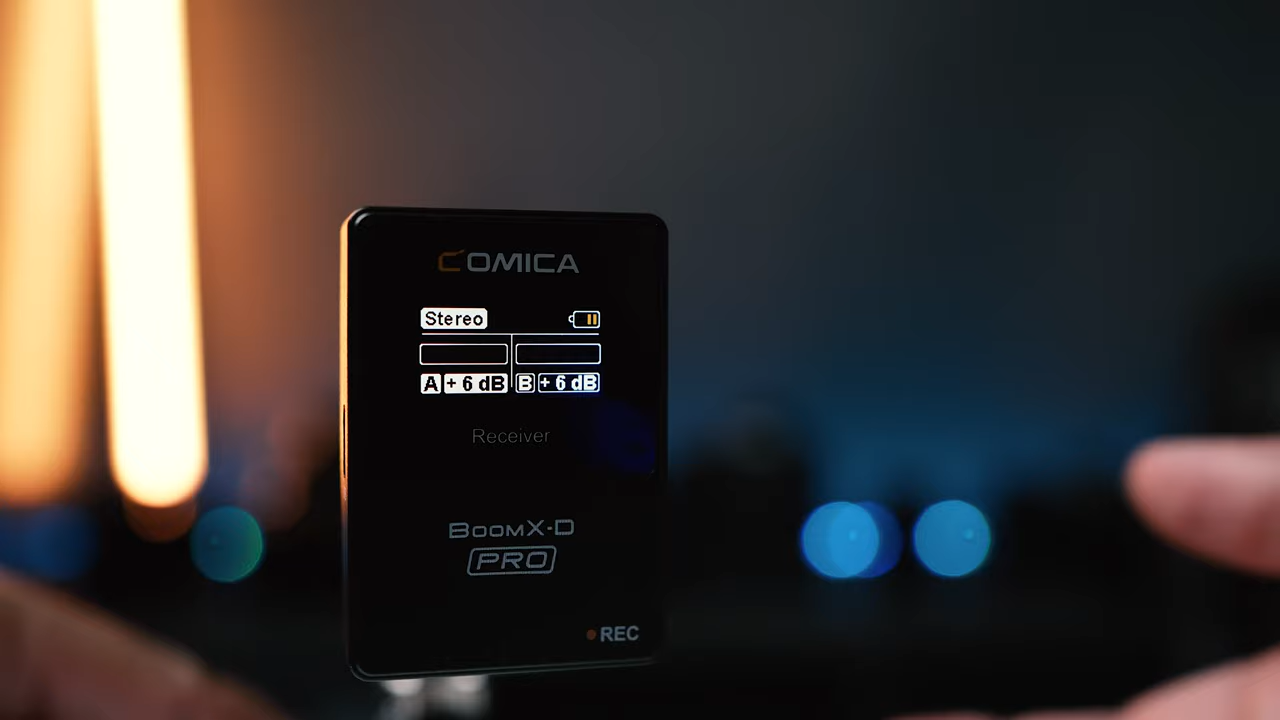 COMICA
Stereo
A + 6 dB B + 6 dB
Receiver
BOOMX-D
PRO
REC